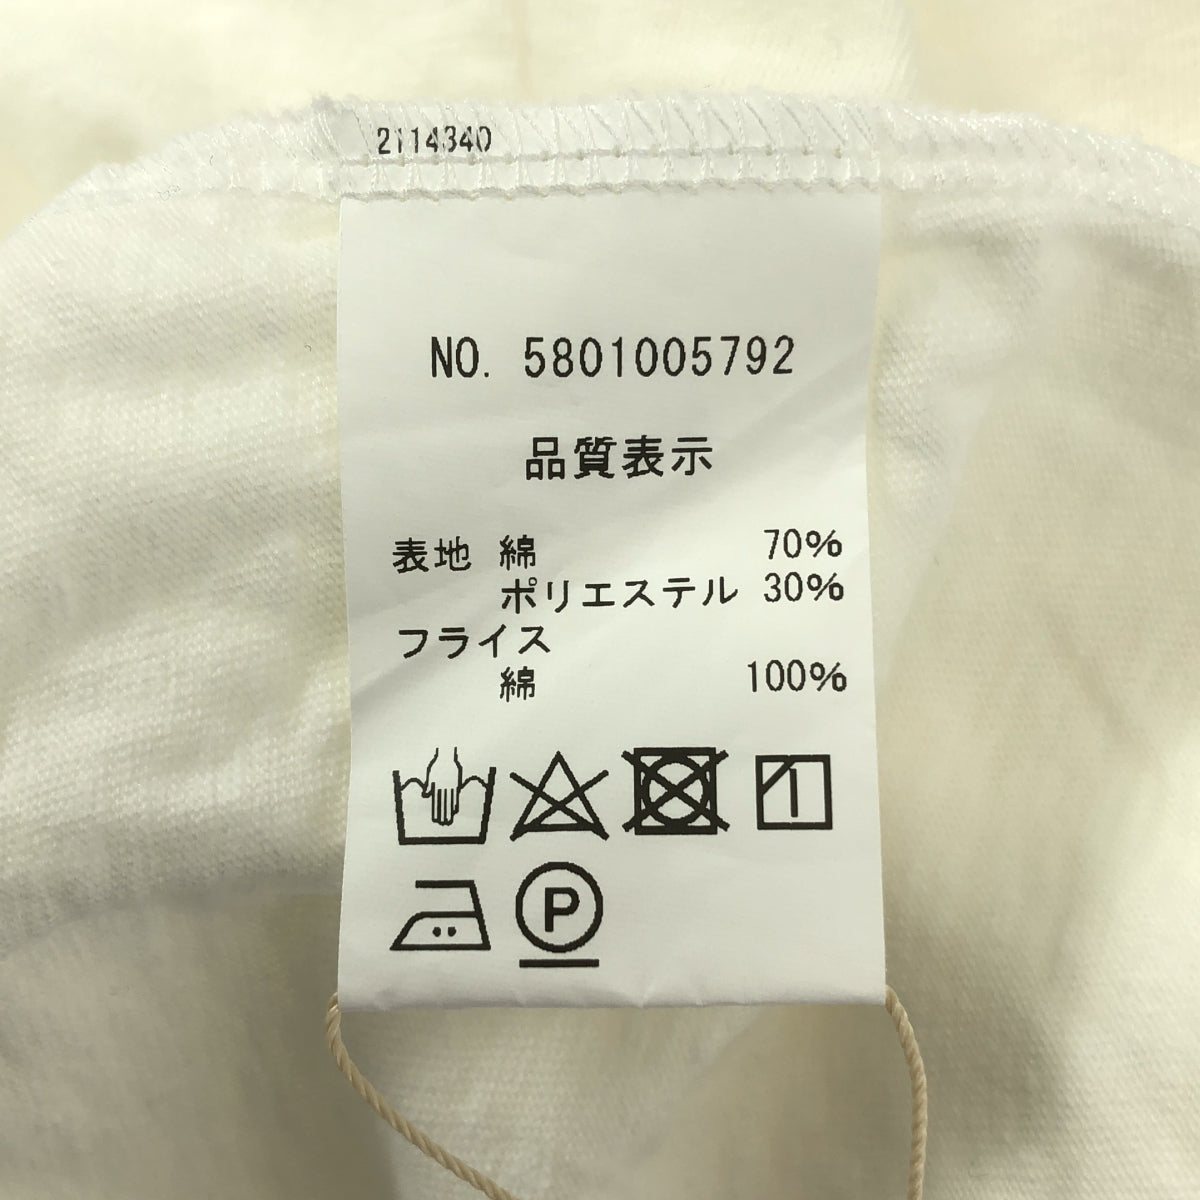 2114340
NO. 5801005792
品質表示
表地 綿 70%
ポリエステル 30%
フライス
綿 100%
P